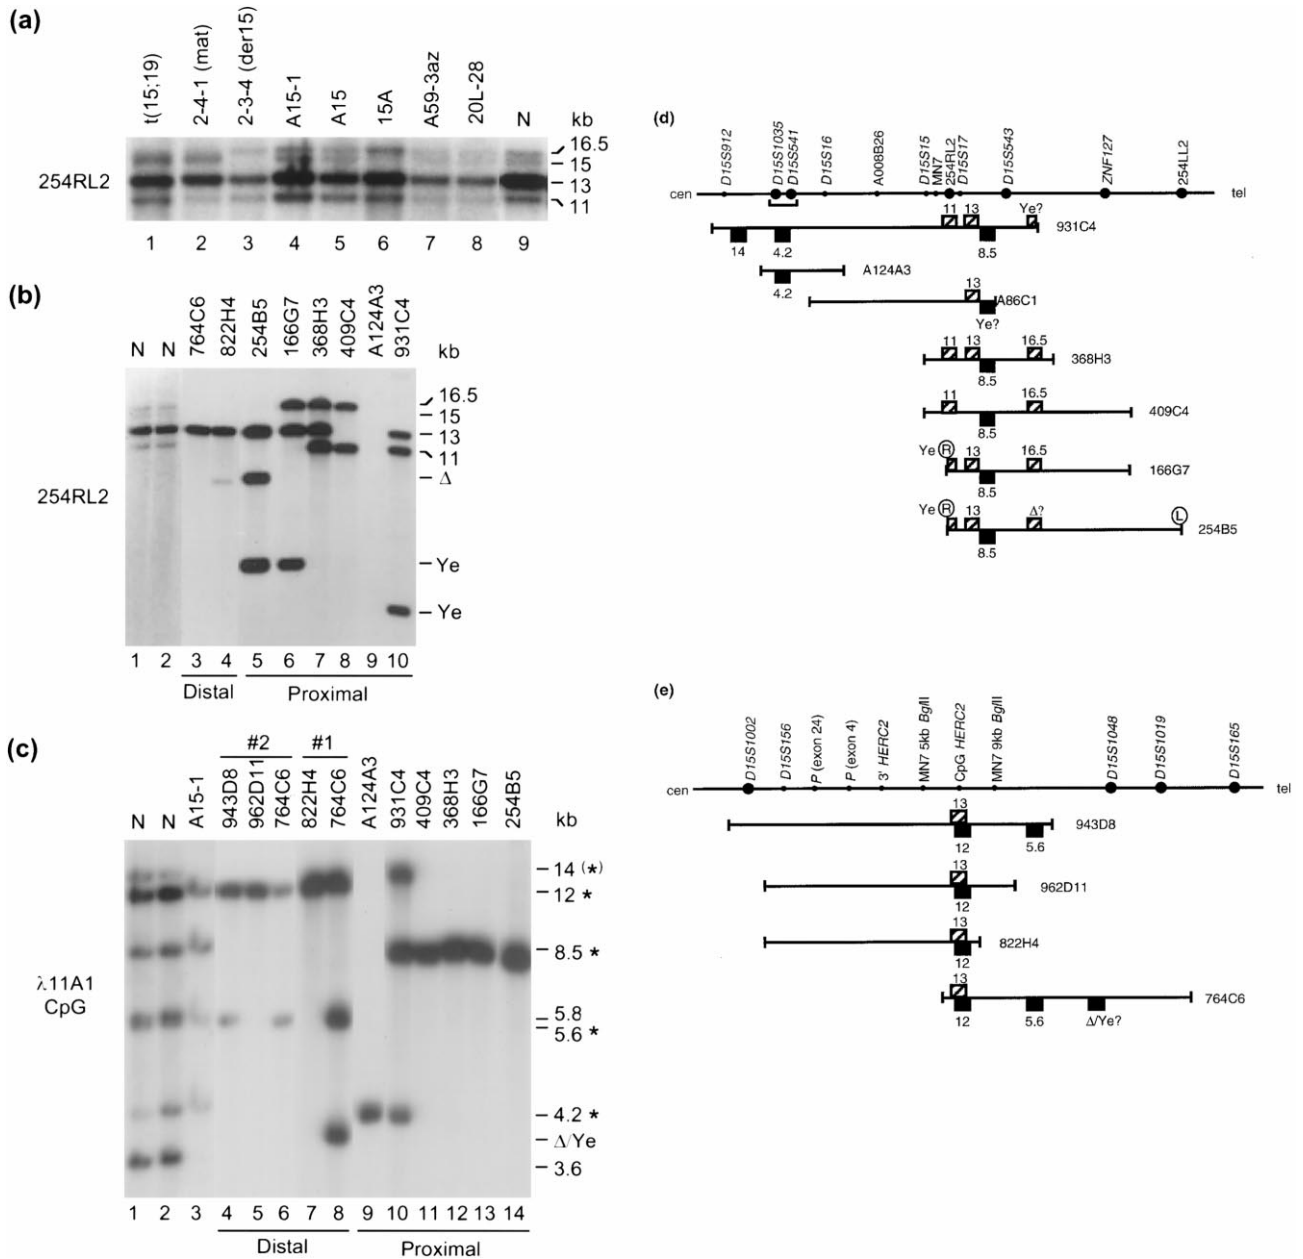 (a)
t(15;19)
2-4-1 (mat)
2-3-4 (der15)
A15-1
A15
15A
A59-3az
20L-28
N
kb
254RL2
16.5
15
13
11
1 2 3 4 5 6 7 8 9
(b)
N N 764C6 822H4 254B5 166G7 368H3 409C4 A124A3 931C4 kb
16.5
15
13
11
Δ
254RL2
Ye
Ye
1 2 3 4 5 6 7 8 9 10
Distal Proximal
(c)
#2 #1
N N A15-1 943D8 962D11 764C6 822H4 764C6 A124A3 931C4 409C4 368H3 166G7 254B5 kb
14 (*)
12 *
8.5 *
λ11A1
CpG
5.8
5.6 *
4.2 *
Δ/Ye
3.6
1 2 3 4 5 6 7 8 9 10 11 12 13 14
Distal Proximal
(d)
D15S912 D15S1035 D15S541 D15S16 A008B26 D15S15 MN7 254RL2 D15S17 D15S543 ZNF127 254LL2
cen tel
11 13 Ye?
931C4
14 4.2 8.5
A124A3
4.2
13
A86C1
Ye?
11 13 16.5
368H3
8.5
11 16.5
409C4
8.5
Ye R 13 16.5
166G7
8.5
Ye R 13 Δ? L
254B5
8.5
(e)
D15S1002 D15S156 P (exon 24) P (exon 4) 3' HERC2 MN7 5kb BglII CpG HERC2 MN7 9kb BglII D15S1048 D15S1019 D15S165
cen tel
13
943D8
12 5.6
13
962D11
12
13
822H4
12
13
764C6
12 5.6 Δ/Ye?